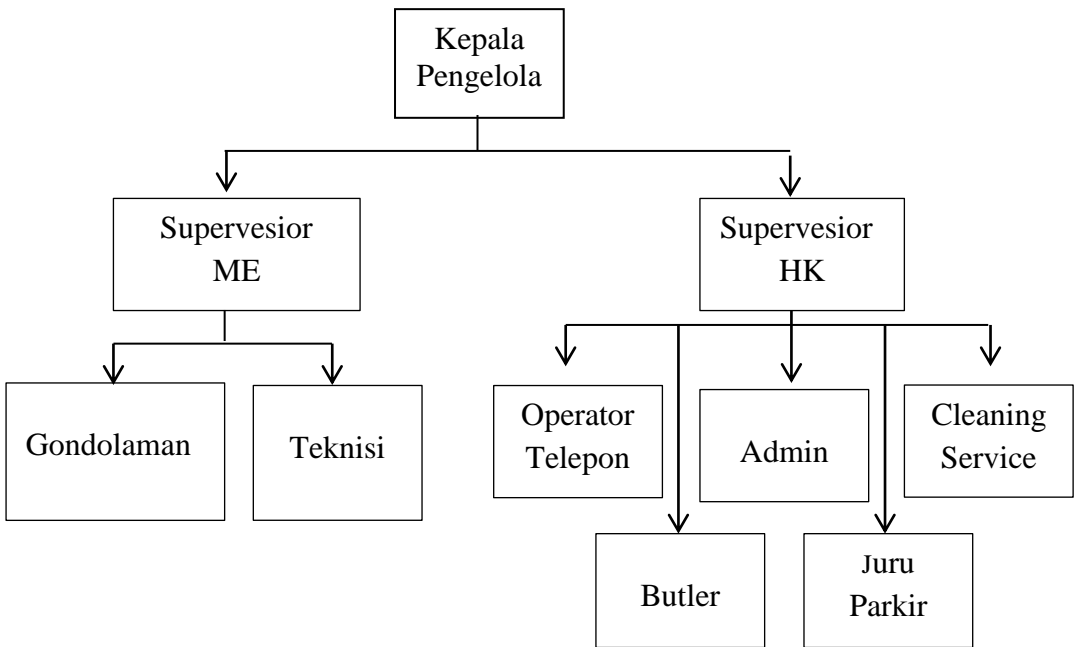 Kepala
Pengelola
Supervesior
ME
Supervesior
HK
Gondolaman
Teknisi
Operator
Telepon
Admin
Cleaning
Service
Butler
Juru
Parkir